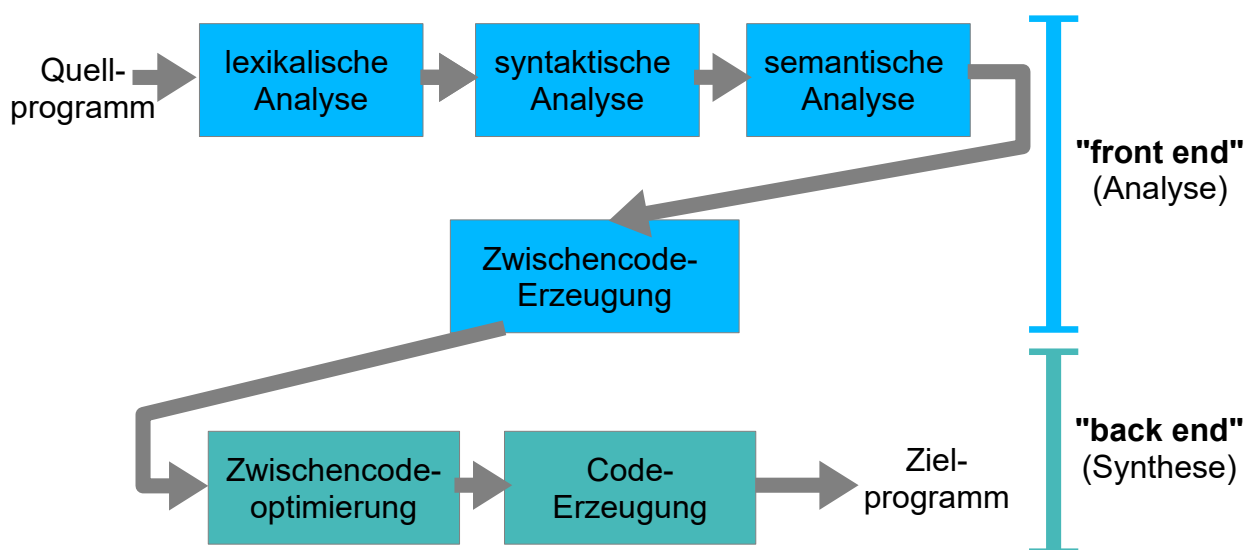 Quell-
programm
lexikalische
Analyse
syntaktische
Analyse
semantische
Analyse
"front end"
(Analyse)
Zwischencode-
Erzeugung
Zwischencode-
optimierung
Code-
Erzeugung
Ziel-
programm
"back end"
(Synthese)